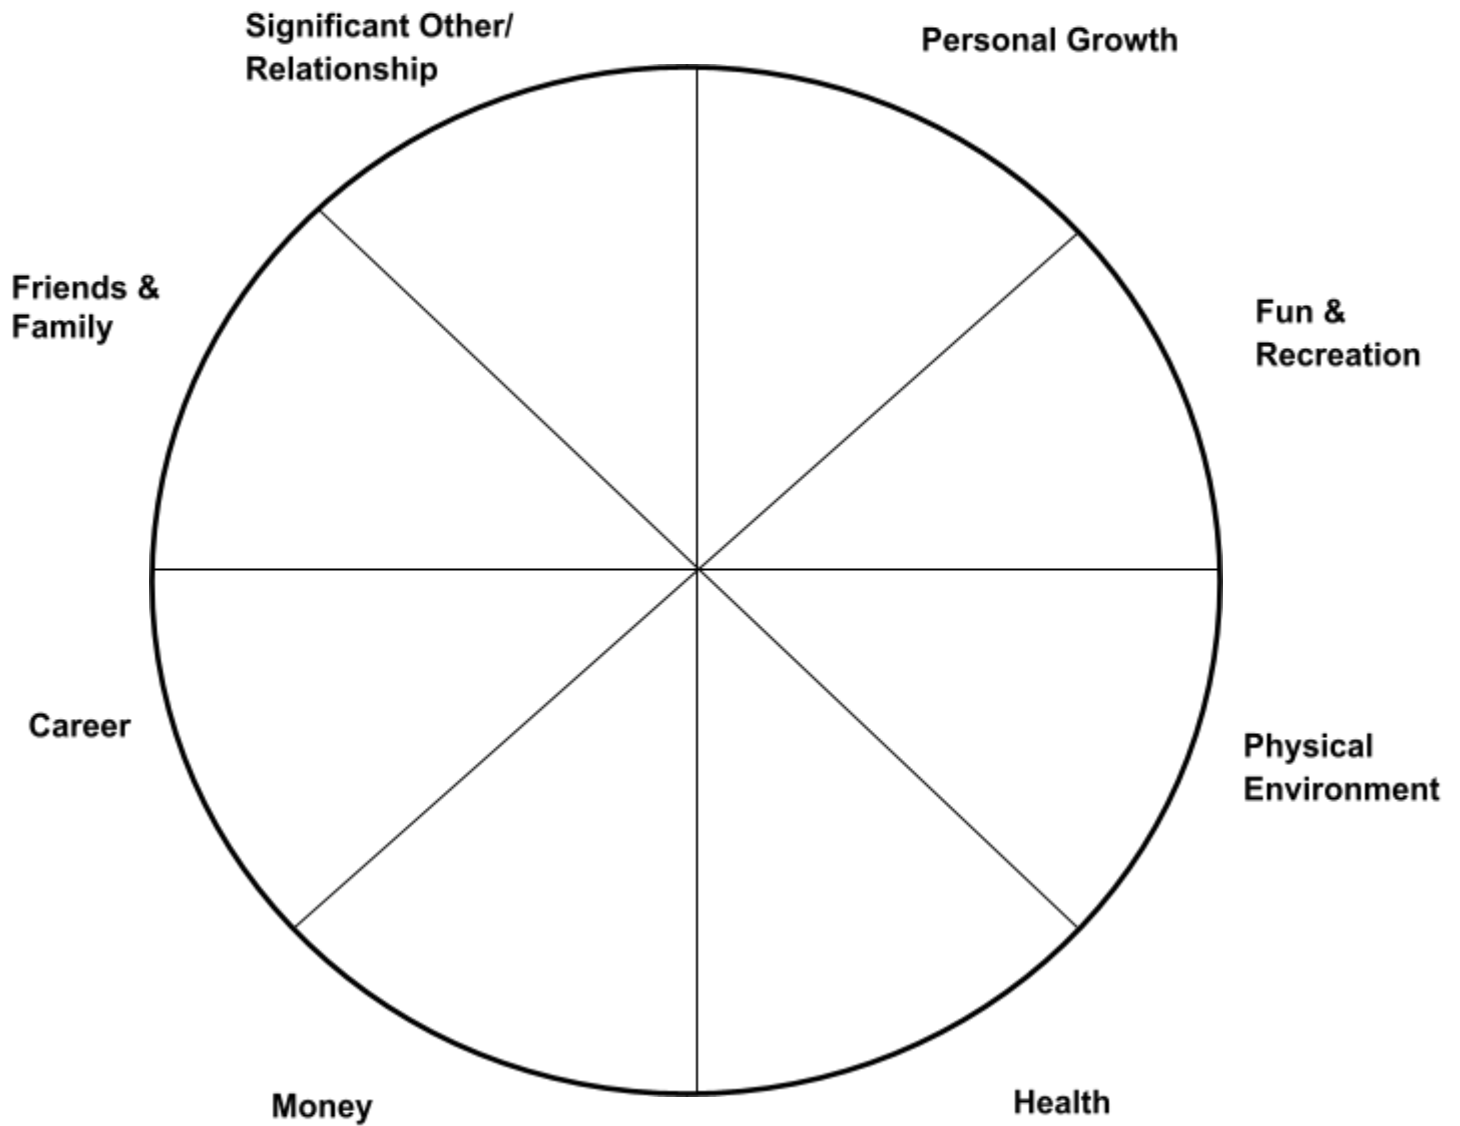 Significant Other/
Relationship
Personal Growth
Friends &
Family
Fun &
Recreation
Career
Physical
Environment
Money
Health